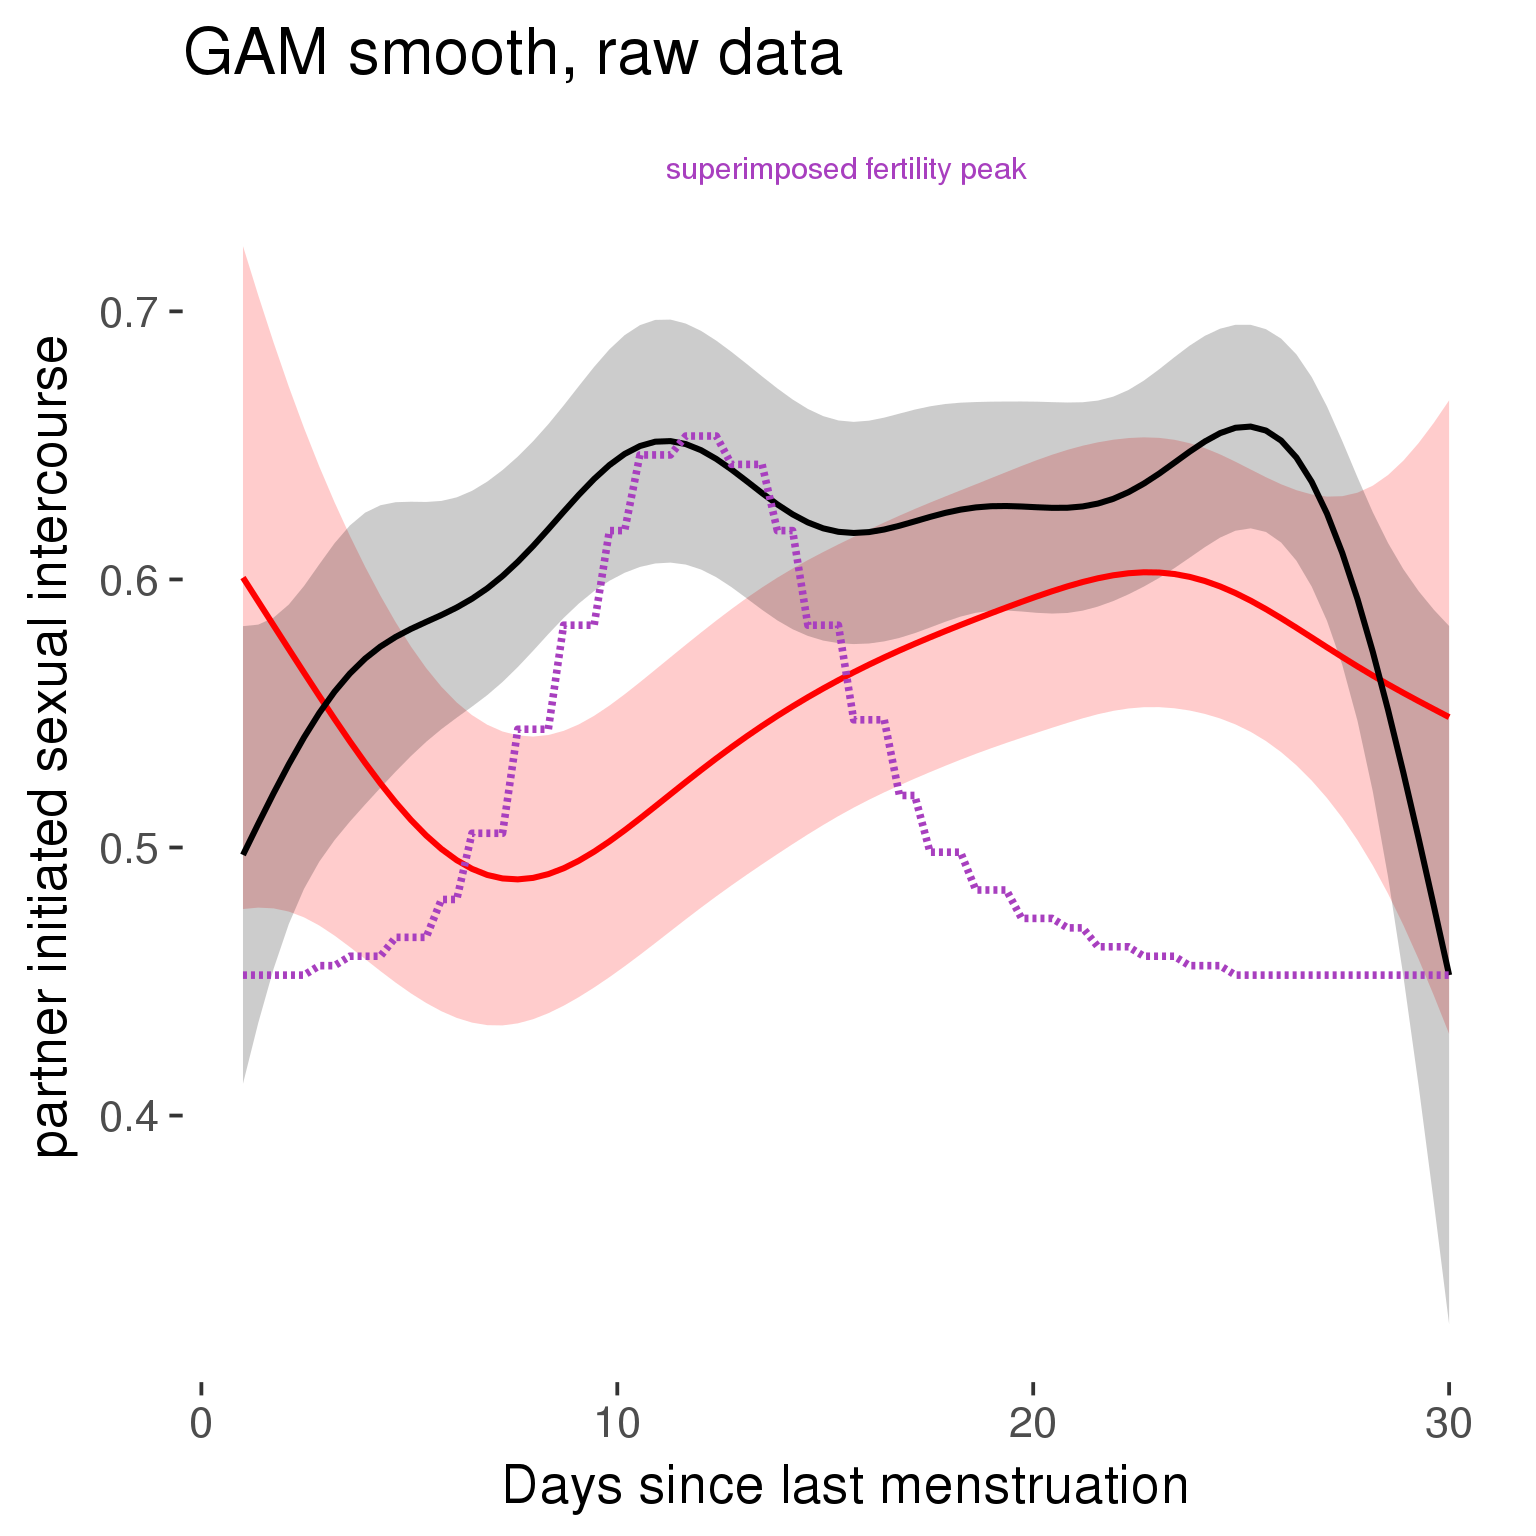 GAM smooth, raw data
superimposed fertility peak
partner initiated sexual intercourse
0.7
0.6
0.5
0.4
0
10
20
30
Days since last menstruation